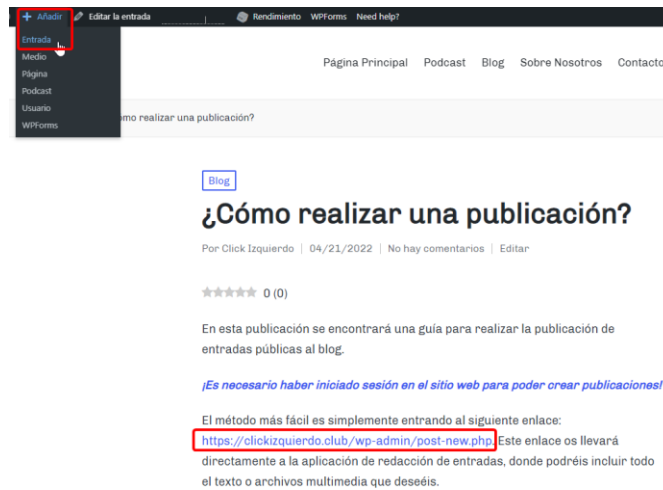 + Añadir Editar la entrada Rendimiento WPForms Need help?
Entrada
Medio
Página
Podcast
Usuario
WPForms
Página Principal Podcast Blog Sobre Nosotros Contacto
mo realizar una publicación?
Blog
¿Cómo realizar una publicación?
Por Click Izquierdo | 04/21/2022 | No hay comentarios | Editar
0 (0)
En esta publicación se encontrará una guía para realizar la publicación de
entradas públicas al blog.
¡Es necesario haber iniciado sesión en el sitio web para poder crear publicaciones!
El método más fácil es simplemente entrando al siguiente enlace:
https://clickizquierdo.club/wp-admin/post-new.php. Este enlace os llevará
directamente a la aplicación de redacción de entradas, donde podréis incluir todo
el texto o archivos multimedia que deseéis.